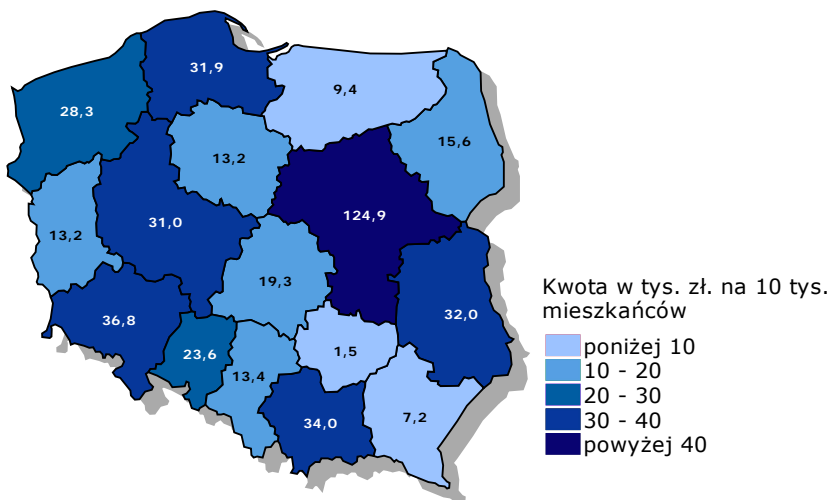 31,9
9,4
28,3
15,6
13,2
124,9
31,0
13,2
19,3
32,0
36,8
23,6
1,5
13,4
34,0
7,2
Kwota w tys. zł. na 10 tys.
mieszkańców
poniżej 10
10 - 20
20 - 30
30 - 40
powyżej 40